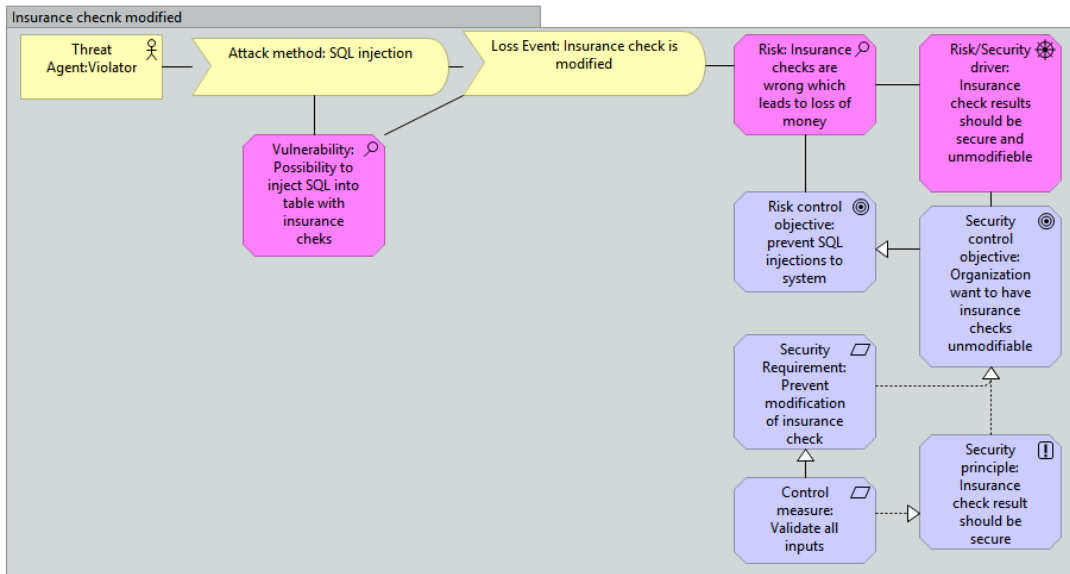 Insurance checnk modified
Threat
Agent:Violator
Attack method: SQL injection
Loss Event: Insurance check is
modified
Risk: Insurance
checks are
wrong which
leads to loss of
money
Risk/Security
driver:
Insurance
check results
should be
secure and
unmodifieble
Vulnerability:
Possibility to
inject SQL into
table with
insurance
cheks
Risk control
objective:
prevent SQL
injections to
system
Security
control
objective:
Organization
want to have
insurance
checks
unmodifiable
Security
Requirement:
Prevent
modification
of insurance
check
Control
measure:
Validate all
inputs
Security
principle:
Insurance
check result
should be
secure